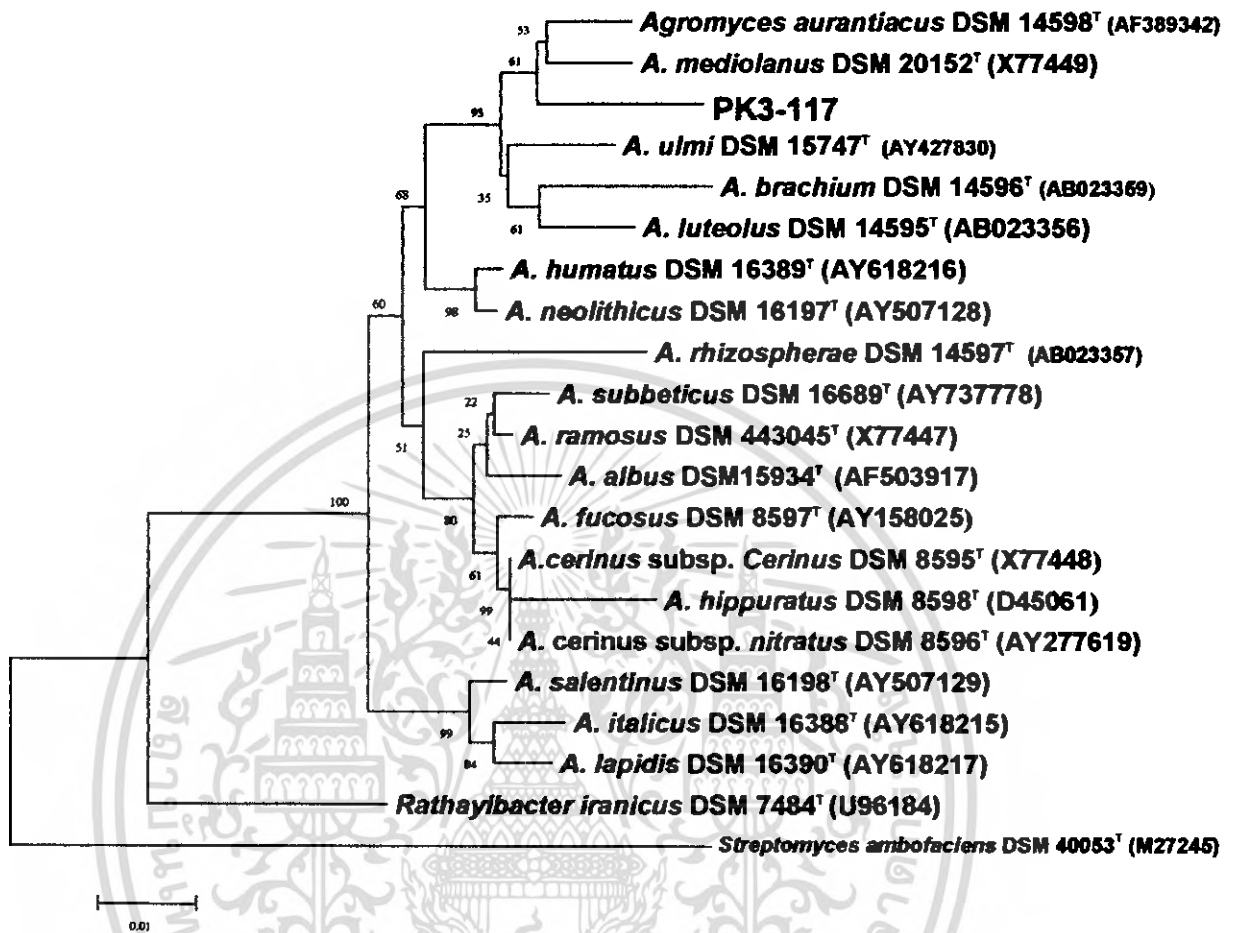 53 Agromyces aurantiacus DSM 14598ᵀ (AF389342)
61 A. mediolanus DSM 20152ᵀ (X77449)
PK3-117
95
A. ulmi DSM 15747ᵀ (AY427830)
A. brachium DSM 14596ᵀ (AB023359)
68 35
61 A. luteolus DSM 14595ᵀ (AB023356)
A. humatus DSM 16389ᵀ (AY618216)
60 98 A. neolithicus DSM 16197ᵀ (AY507128)
A. rhizospherae DSM 14597ᵀ (AB023357)
22 A. subbeticus DSM 16689ᵀ (AY737778)
25 A. ramosus DSM 443045ᵀ (X77447)
51
A. albus DSM15934ᵀ (AF503917)
100
80 A. fucosus DSM 8597ᵀ (AY158025)
A.cerinus subsp. Cerinus DSM 8595ᵀ (X77448)
61
99 A. hippuratus DSM 8598ᵀ (D45061)
44 A. cerinus subsp. nitratus DSM 8596ᵀ (AY277619)
A. salentinus DSM 16198ᵀ (AY507129)
99 A. italicus DSM 16388ᵀ (AY618215)
84 A. lapidis DSM 16390ᵀ (AY618217)
Rathayibacter iranicus DSM 7484ᵀ (U96184)
Streptomyces ambofaciens DSM 40053ᵀ (M27245)
0.01